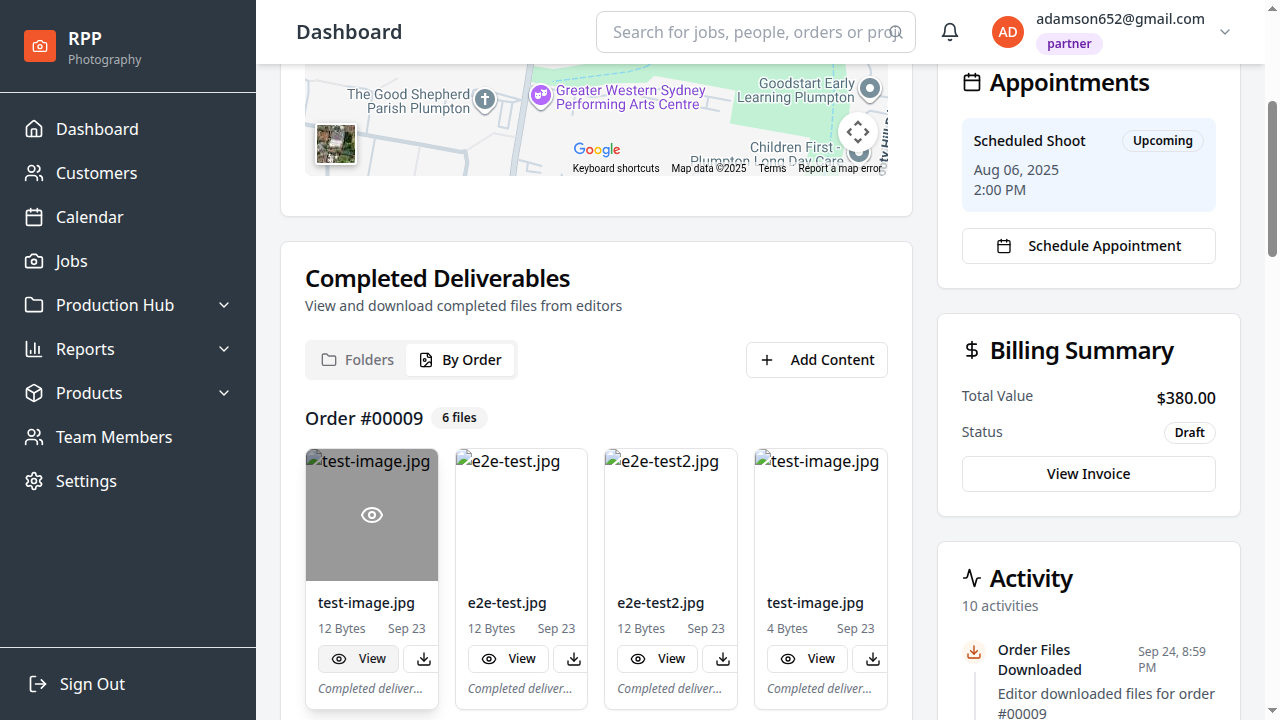 RPP
Photography
Dashboard
Customers
Calendar
Jobs
Production Hub
Reports
Products
Team Members
Settings
Sign Out
Dashboard
Search for jobs, people, orders or proj
AD
adamson652@gmail.com
partner
The Good Shepherd
Parish Plumpton
Greater Western Sydney
Performing Arts Centre
Goodstart Early
Learning Plumpton
Children First -
Plumpton Long Day Care
Google
Keyboard shortcuts
Map data ©2025
Terms
Report a map error
Completed Deliverables
View and download completed files from editors
Folders
By Order
Add Content
Order #00009
6 files
test-image.jpg
e2e-test.jpg
e2e-test2.jpg
test-image.jpg
test-image.jpg
12 Bytes
Sep 23
View
Completed deliver...
e2e-test.jpg
12 Bytes
Sep 23
View
Completed deliver...
e2e-test2.jpg
12 Bytes
Sep 23
View
Completed deliver...
test-image.jpg
4 Bytes
Sep 23
View
Completed deliver...
Appointments
Scheduled Shoot
Upcoming
Aug 06, 2025
2:00 PM
Schedule Appointment
Billing Summary
Total Value
$380.00
Status
Draft
View Invoice
Activity
10 activities
Order Files
Downloaded
Sep 24, 8:59
PM
Editor downloaded files for order
#00009